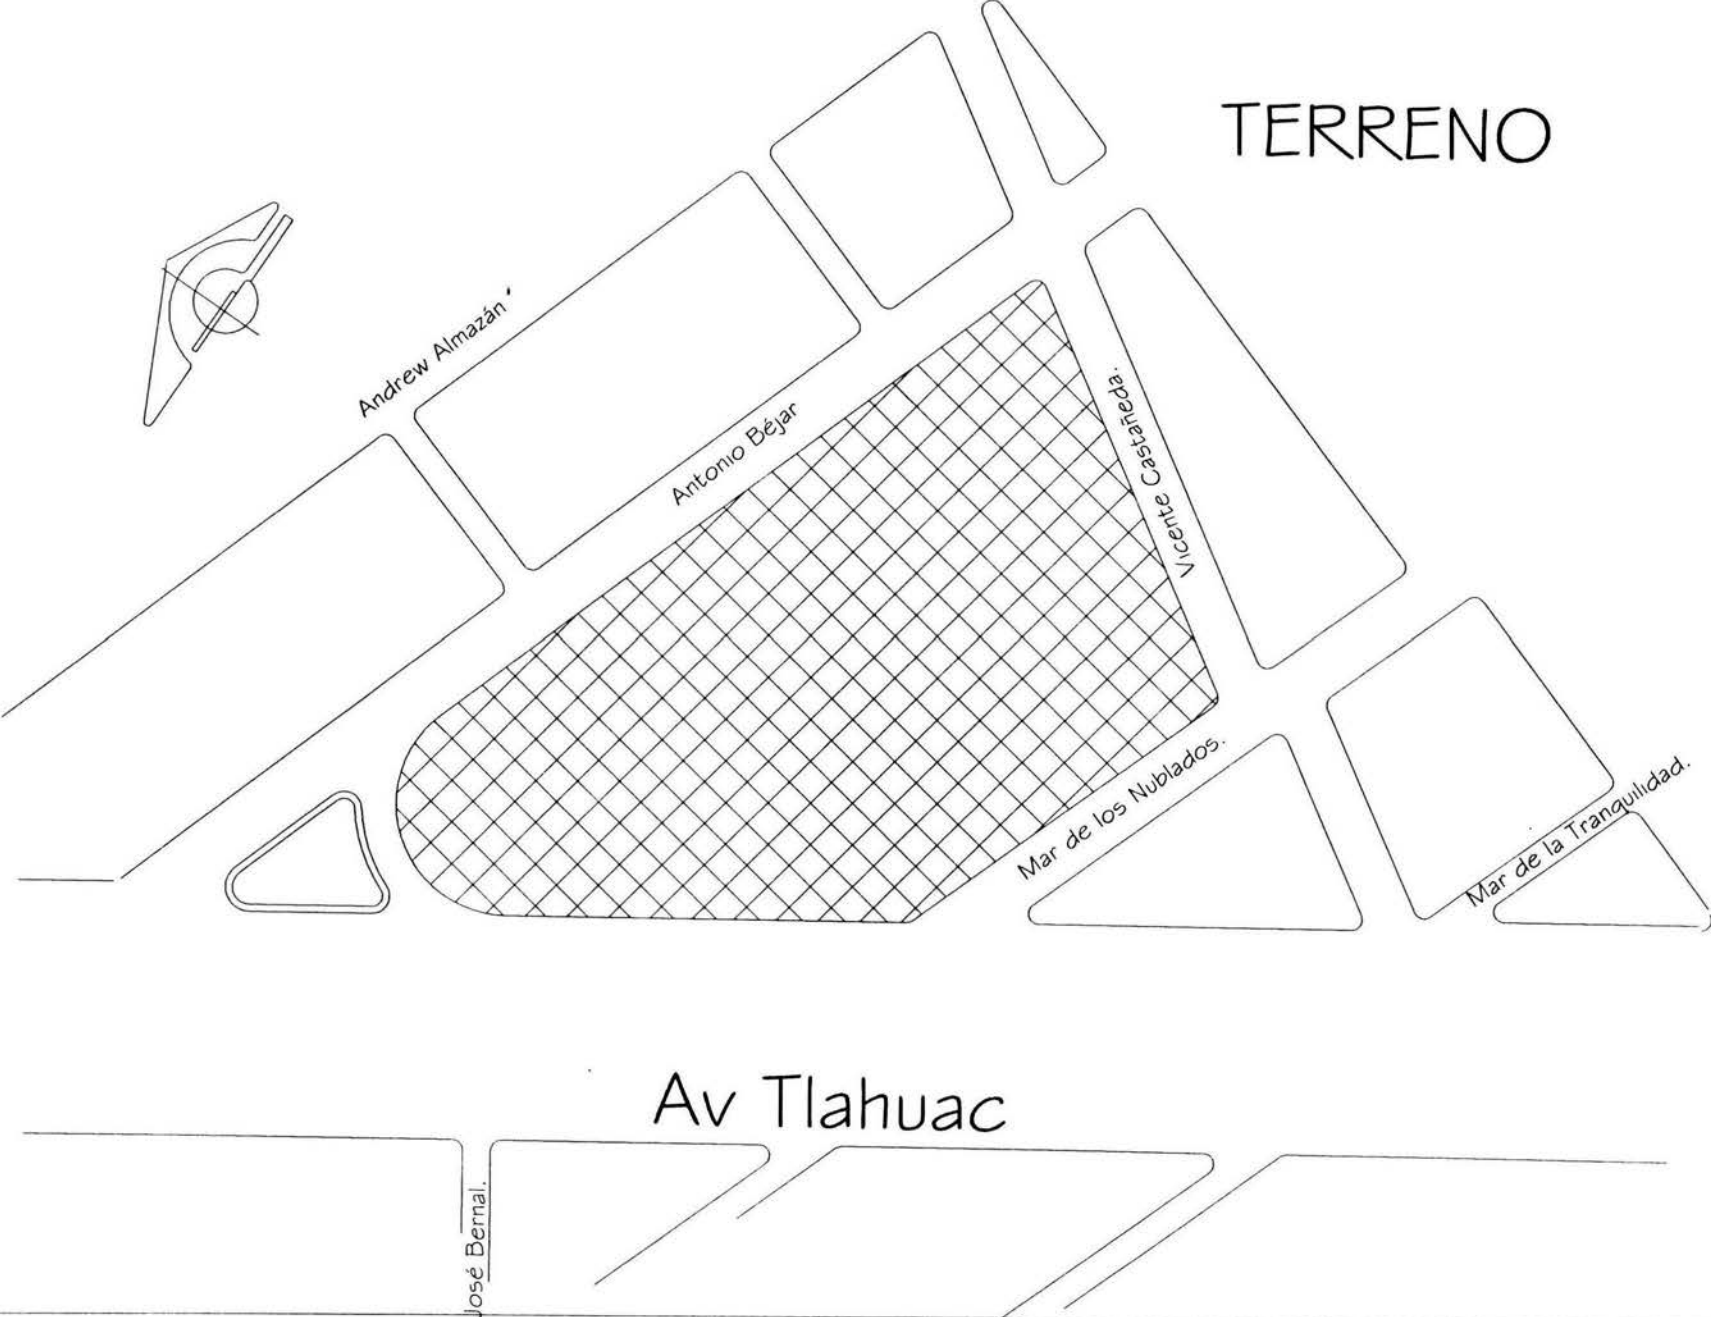 TERRENO
Andrew Almazán
Antonio Béjar
Vicente Castañeda.
Mar de los Nublados.
Mar de la Tranquilidad.
Av Tlahuac
José Bernal.